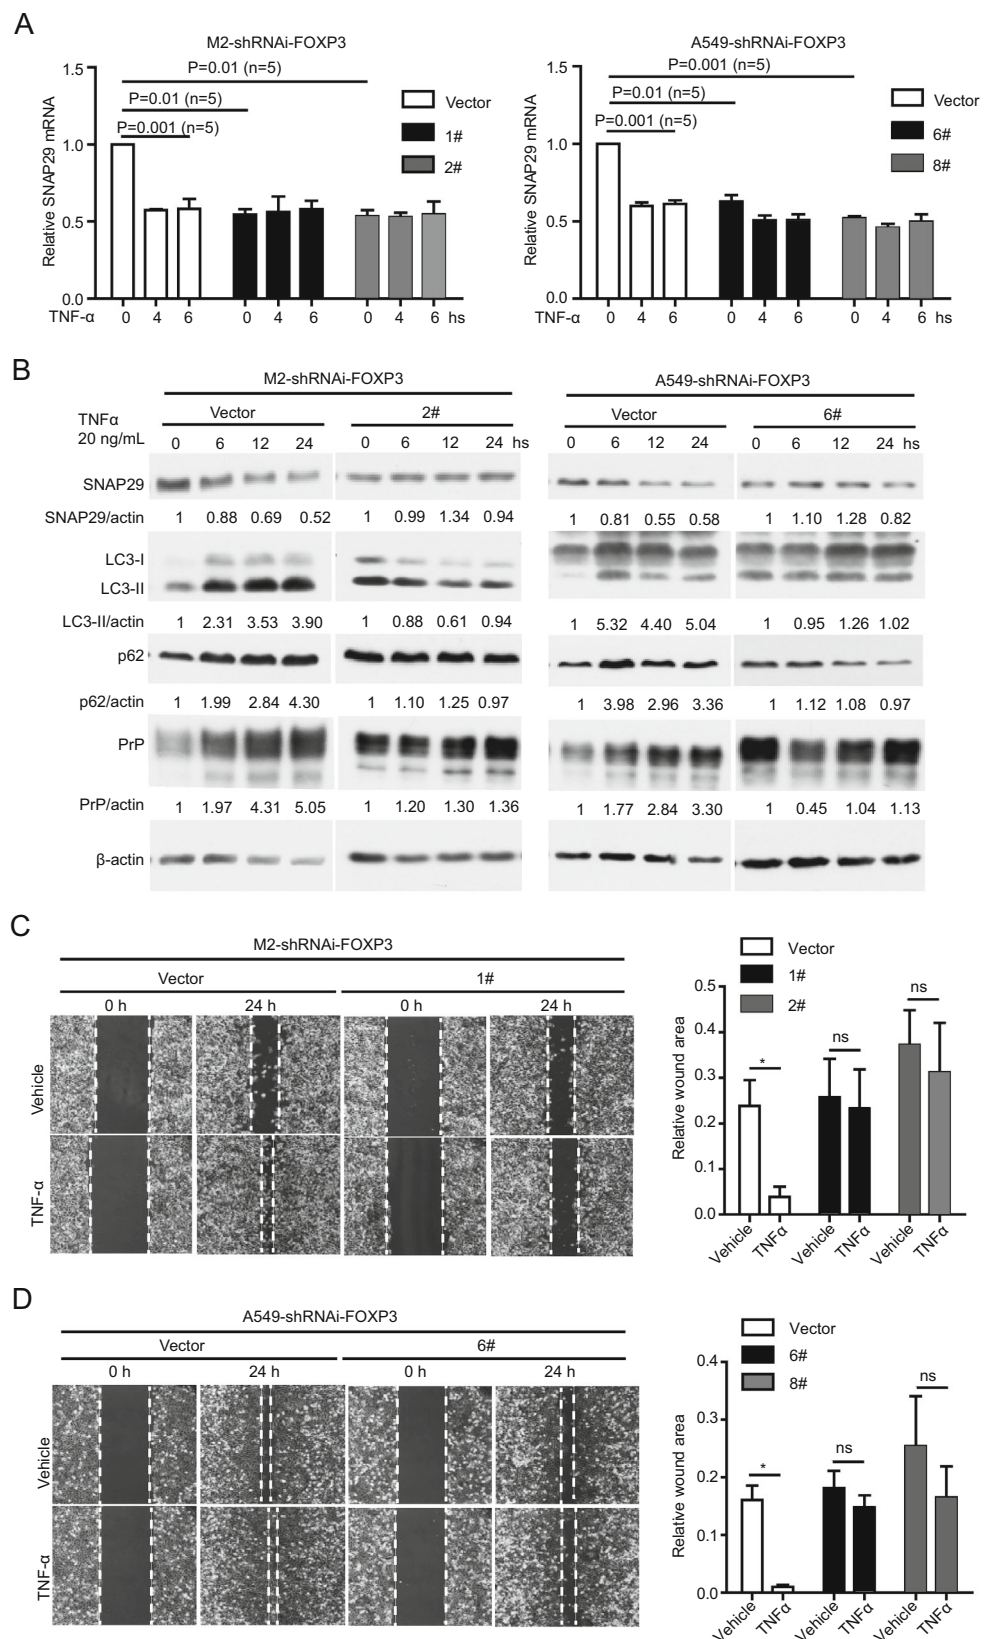 A
M2-shRNAi-FOXP3
P=0.01 (n=5)
P=0.01 (n=5)
P=0.001 (n=5)
Vector
1#
2#
Relative SNAP29 mRNA
1.5
1.0
0.5
0.0
TNF-α 0 4 6 0 4 6 0 4 6 hs
A549-shRNAi-FOXP3
P=0.001 (n=5)
P=0.01 (n=5)
P=0.001 (n=5)
Vector
6#
8#
Relative SNAP29 mRNA
1.5
1.0
0.5
0.0
TNF-α 0 4 6 0 4 6 0 4 6 hs
B
M2-shRNAi-FOXP3 A549-shRNAi-FOXP3
Vector 2# Vector 6#
TNFα
20 ng/mL 0 6 12 24 0 6 12 24 hs 0 6 12 24 0 6 12 24 hs
SNAP29
SNAP29/actin 1 0.88 0.69 0.52 1 0.99 1.34 0.94 1 0.81 0.55 0.58 1 1.10 1.28 0.82
LC3-I
LC3-II
LC3-II/actin 1 2.31 3.53 3.90 1 0.88 0.61 0.94 1 5.32 4.40 5.04 1 0.95 1.26 1.02
p62
p62/actin 1 1.99 2.84 4.30 1 1.10 1.25 0.97 1 3.98 2.96 3.36 1 1.12 1.08 0.97
PrP
PrP/actin 1 1.97 4.31 5.05 1 1.20 1.30 1.36 1 1.77 2.84 3.30 1 0.45 1.04 1.13
β-actin
C
M2-shRNAi-FOXP3
Vector 1#
0 h 24 h 0 h 24 h
Vehicle
TNF-α
Vector
1#
2#
Relative wound area
0.5
0.4
0.3
0.2
0.1
0.0
* ns ns
Vehicle TNFα Vehicle TNFα Vehicle TNFα
D
A549-shRNAi-FOXP3
Vector 6#
0 h 24 h 0 h 24 h
Vehicle
TNF-α
Vector
6#
8#
Relative wound area
0.4
0.3
0.2
0.1
0.0
* ns ns
Vehicle TNFα Vehicle TNFα Vehicle TNFα